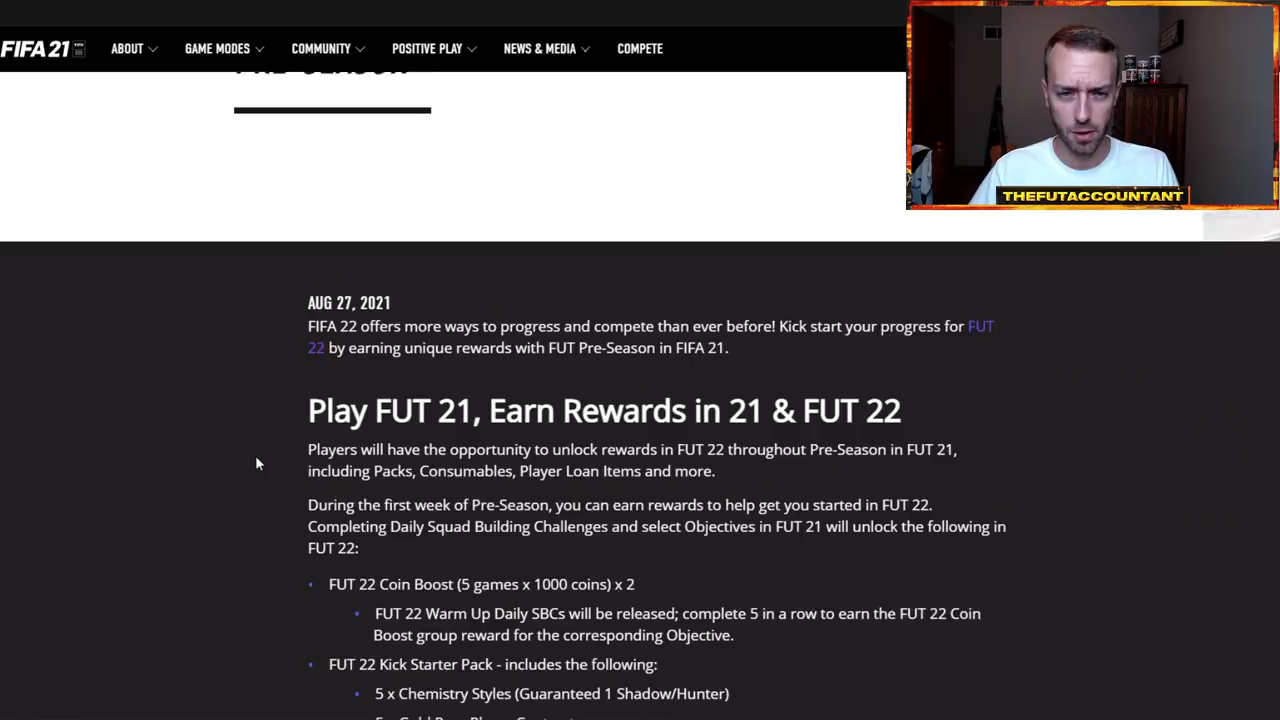 FIFA 21 ABOUT GAME MODES COMMUNITY POSITIVE PLAY NEWS & MEDIA COMPETE
PRE-SEASON
THEFUTACCOUNTANT
AUG 27, 2021
FIFA 22 offers more ways to progress and compete than ever before! Kick start your progress for FUT
22 by earning unique rewards with FUT Pre-Season in FIFA 21.
Play FUT 21, Earn Rewards in 21 & FUT 22
Players will have the opportunity to unlock rewards in FUT 22 throughout Pre-Season in FUT 21,
including Packs, Consumables, Player Loan Items and more.
During the first week of Pre-Season, you can earn rewards to help get you started in FUT 22.
Completing Daily Squad Building Challenges and select Objectives in FUT 21 will unlock the following in
FUT 22:
FUT 22 Coin Boost (5 games x 1000 coins) x 2
FUT 22 Warm Up Daily SBCs will be released; complete 5 in a row to earn the FUT 22 Coin
Boost group reward for the corresponding Objective.
FUT 22 Kick Starter Pack - includes the following:
5 x Chemistry Styles (Guaranteed 1 Shadow/Hunter)